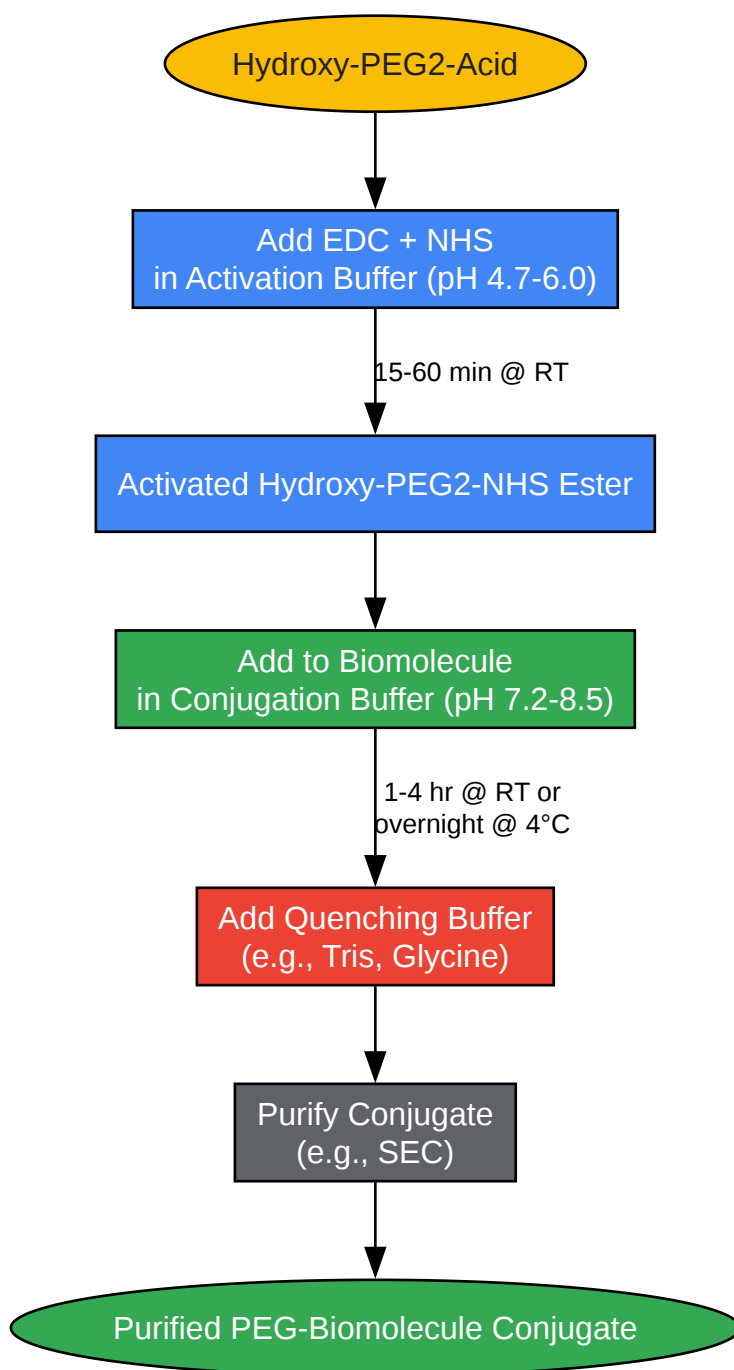 Hydroxy-PEG2-Acid
Add EDC + NHS
in Activation Buffer (pH 4.7-6.0)
15-60 min @ RT
Activated Hydroxy-PEG2-NHS Ester
Add to Biomolecule
in Conjugation Buffer (pH 7.2-8.5)
1-4 hr @ RT or
overnight @ 4°C
Add Quenching Buffer
(e.g., Tris, Glycine)
Purify Conjugate
(e.g., SEC)
Purified PEG-Biomolecule Conjugate